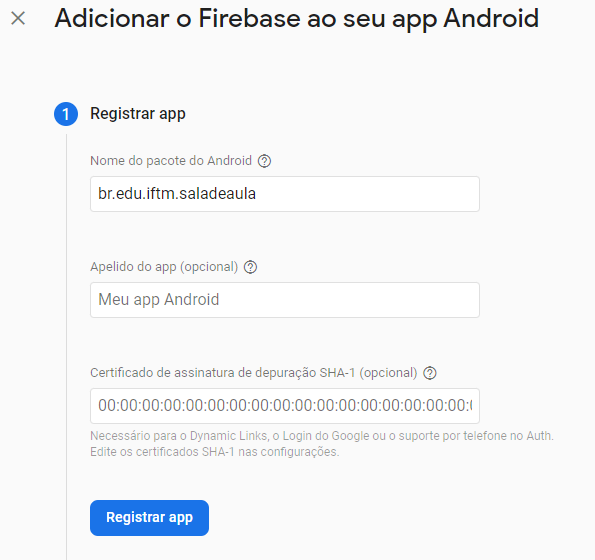 Adicionar o Firebase ao seu app Android
1 Registrar app
Nome do pacote do Android ?
br.edu.iftm.saladeaula
Apelido do app (opcional) ?
Meu app Android
Certificado de assinatura de depuração SHA-1 (opcional) ?
00:00:00:00:00:00:00:00:00:00:00:00:00:00:00:00:00:
Necessário para o Dynamic Links, o Login do Google ou o suporte por telefone no Auth.
Edite os certificados SHA-1 nas configurações.
Registrar app